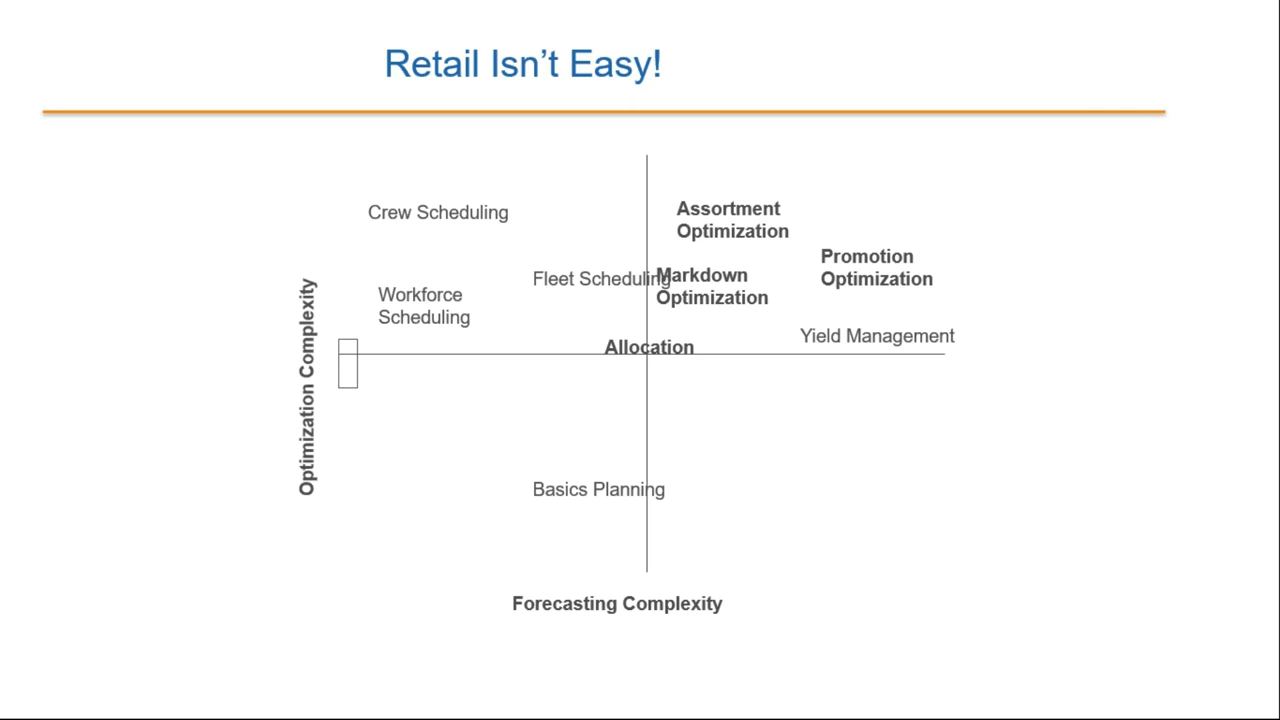 Retail Isn’t Easy!
Crew Scheduling
Assortment
Optimization
Promotion
Optimization
Fleet Scheduling
Markdown
Optimization
Workforce
Scheduling
Yield Management
Allocation
Optimization Complexity
Basics Planning
Forecasting Complexity